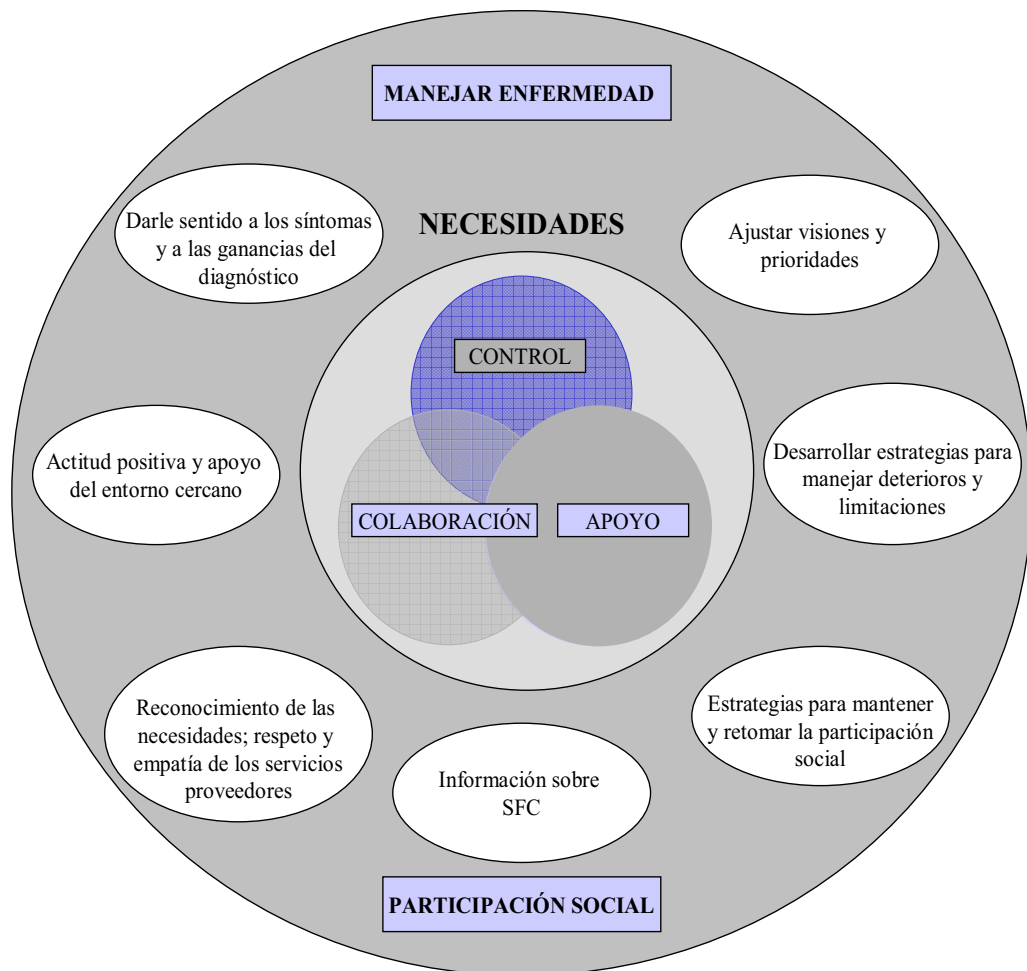 MANEJAR ENFERMEDAD
Darle sentido a los síntomas
y a las ganancias del
diagnóstico
NECESIDADES
Ajustar visiones y
prioridades
CONTROL
Actitud positiva y apoyo
del entorno cercano
COLABORACIÓN
APOYO
Desarrollar estrategias para
manejar deterioros y
limitaciones
Reconocimiento de las
necesidades; respeto y
empatía de los servicios
proveedores
Información sobre
SFC
Estrategias para mantener
y retomar la participación
social
PARTICIPACIÓN SOCIAL